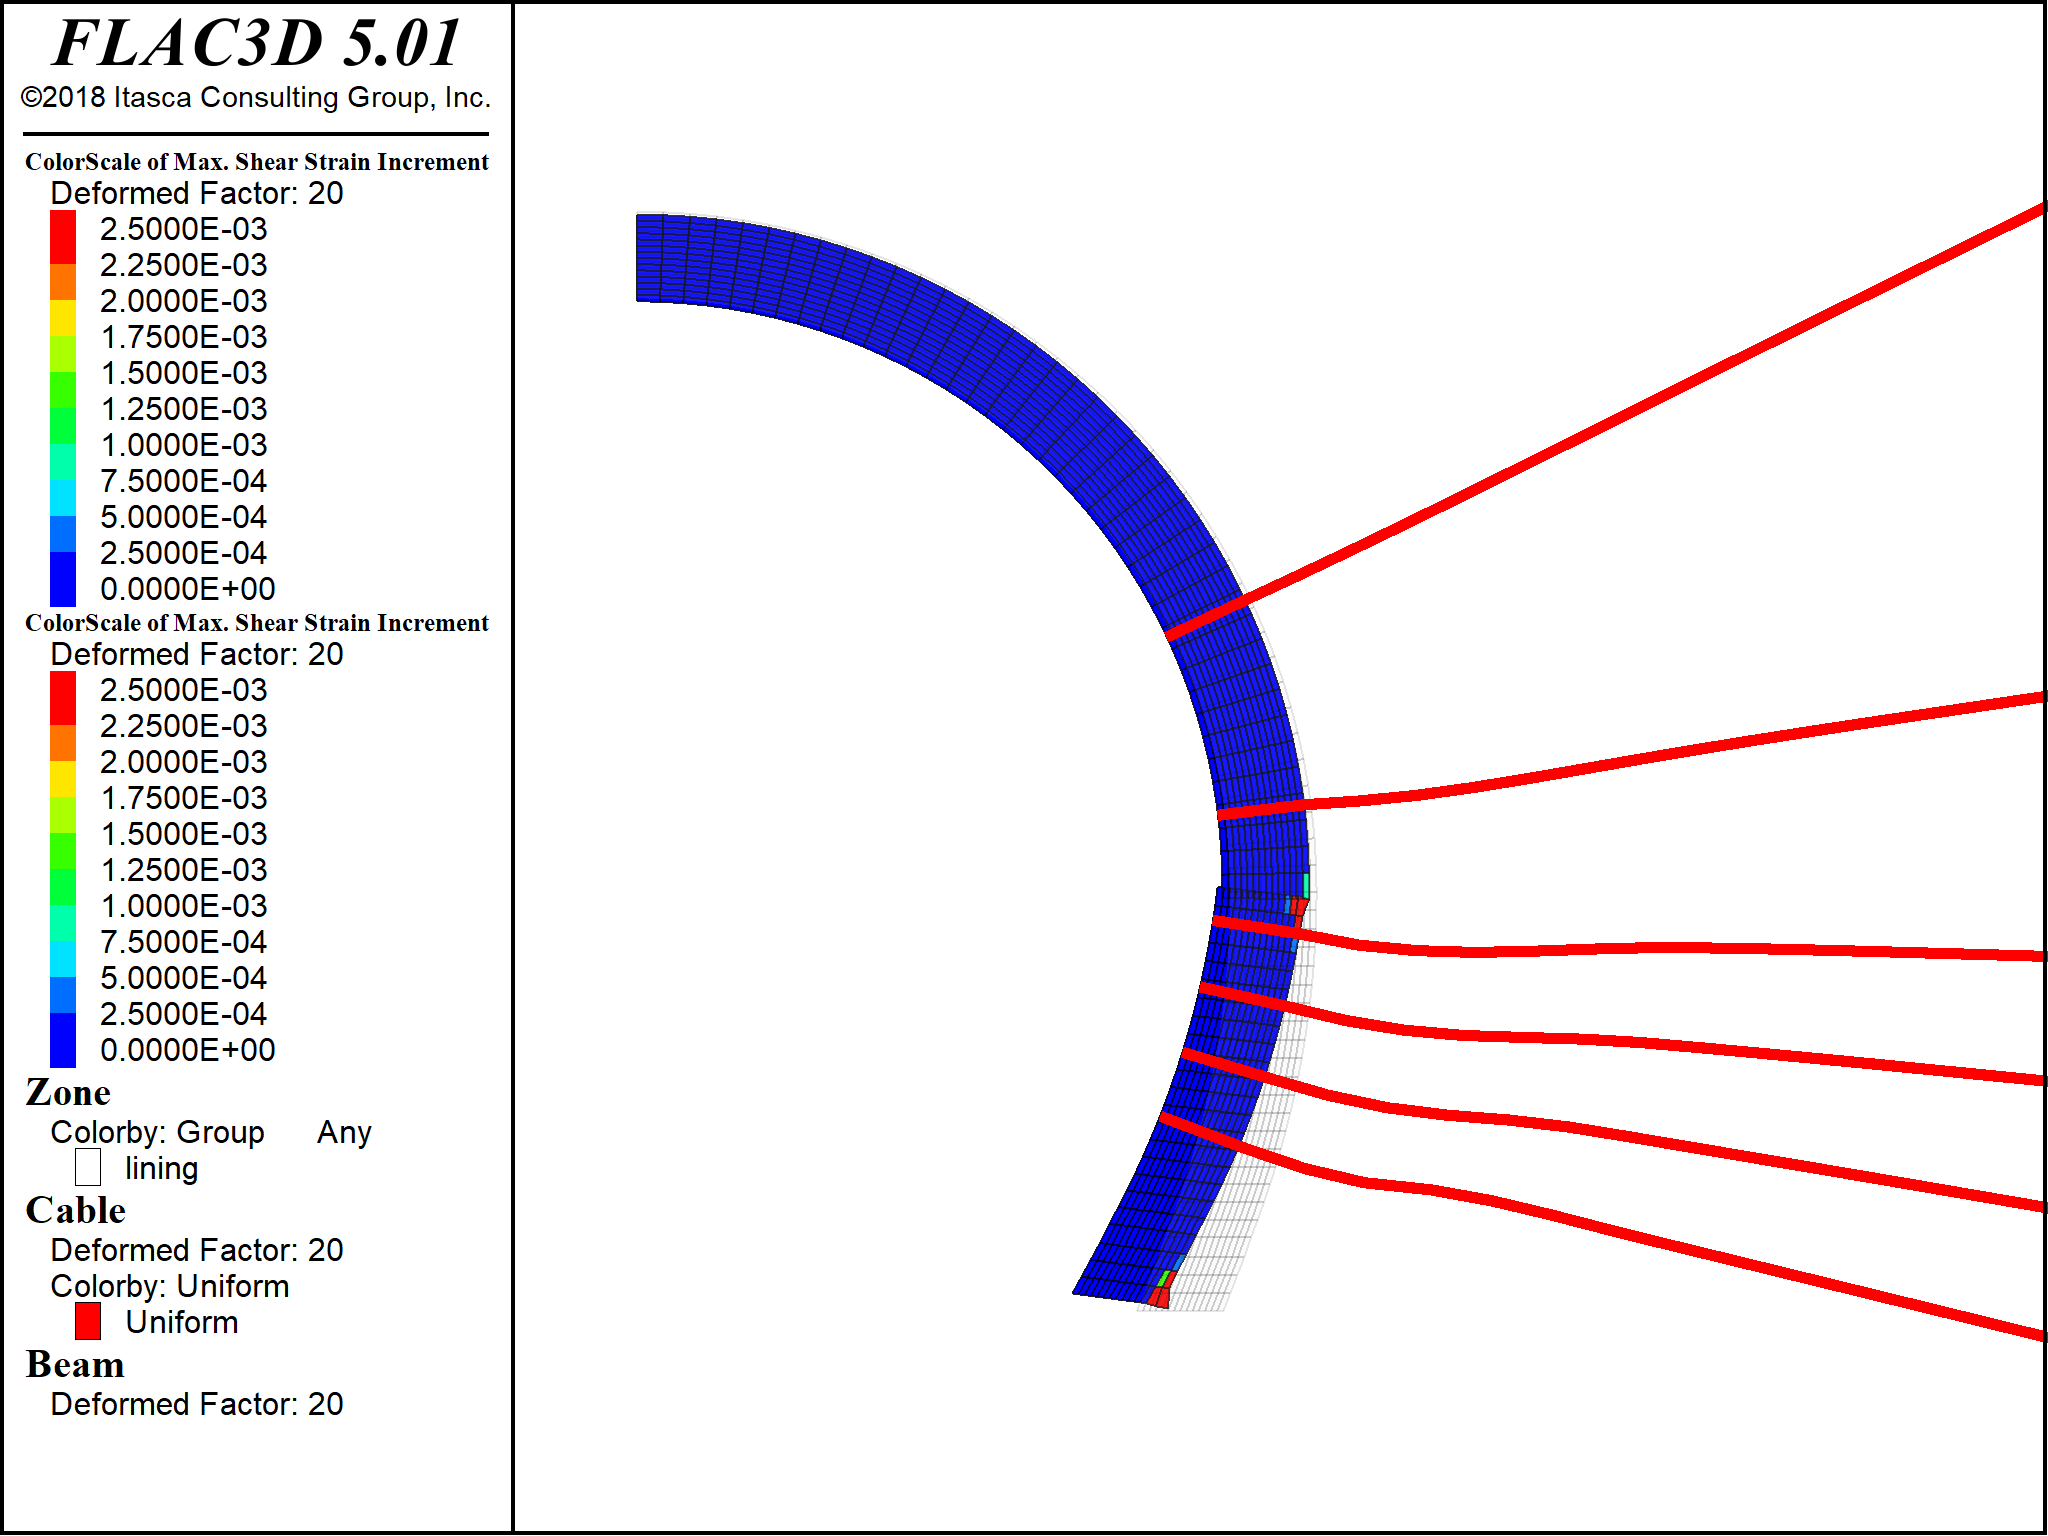 FLAC3D 5.01
©2018 Itasca Consulting Group, Inc.
ColorScale of Max. Shear Strain Increment
Deformed Factor: 20
2.5000E-03
2.2500E-03
2.0000E-03
1.7500E-03
1.5000E-03
1.2500E-03
1.0000E-03
7.5000E-04
5.0000E-04
2.5000E-04
0.0000E+00
ColorScale of Max. Shear Strain Increment
Deformed Factor: 20
2.5000E-03
2.2500E-03
2.0000E-03
1.7500E-03
1.5000E-03
1.2500E-03
1.0000E-03
7.5000E-04
5.0000E-04
2.5000E-04
0.0000E+00
Zone
Colorby: Group Any
lining
Cable
Deformed Factor: 20
Colorby: Uniform
Uniform
Beam
Deformed Factor: 20